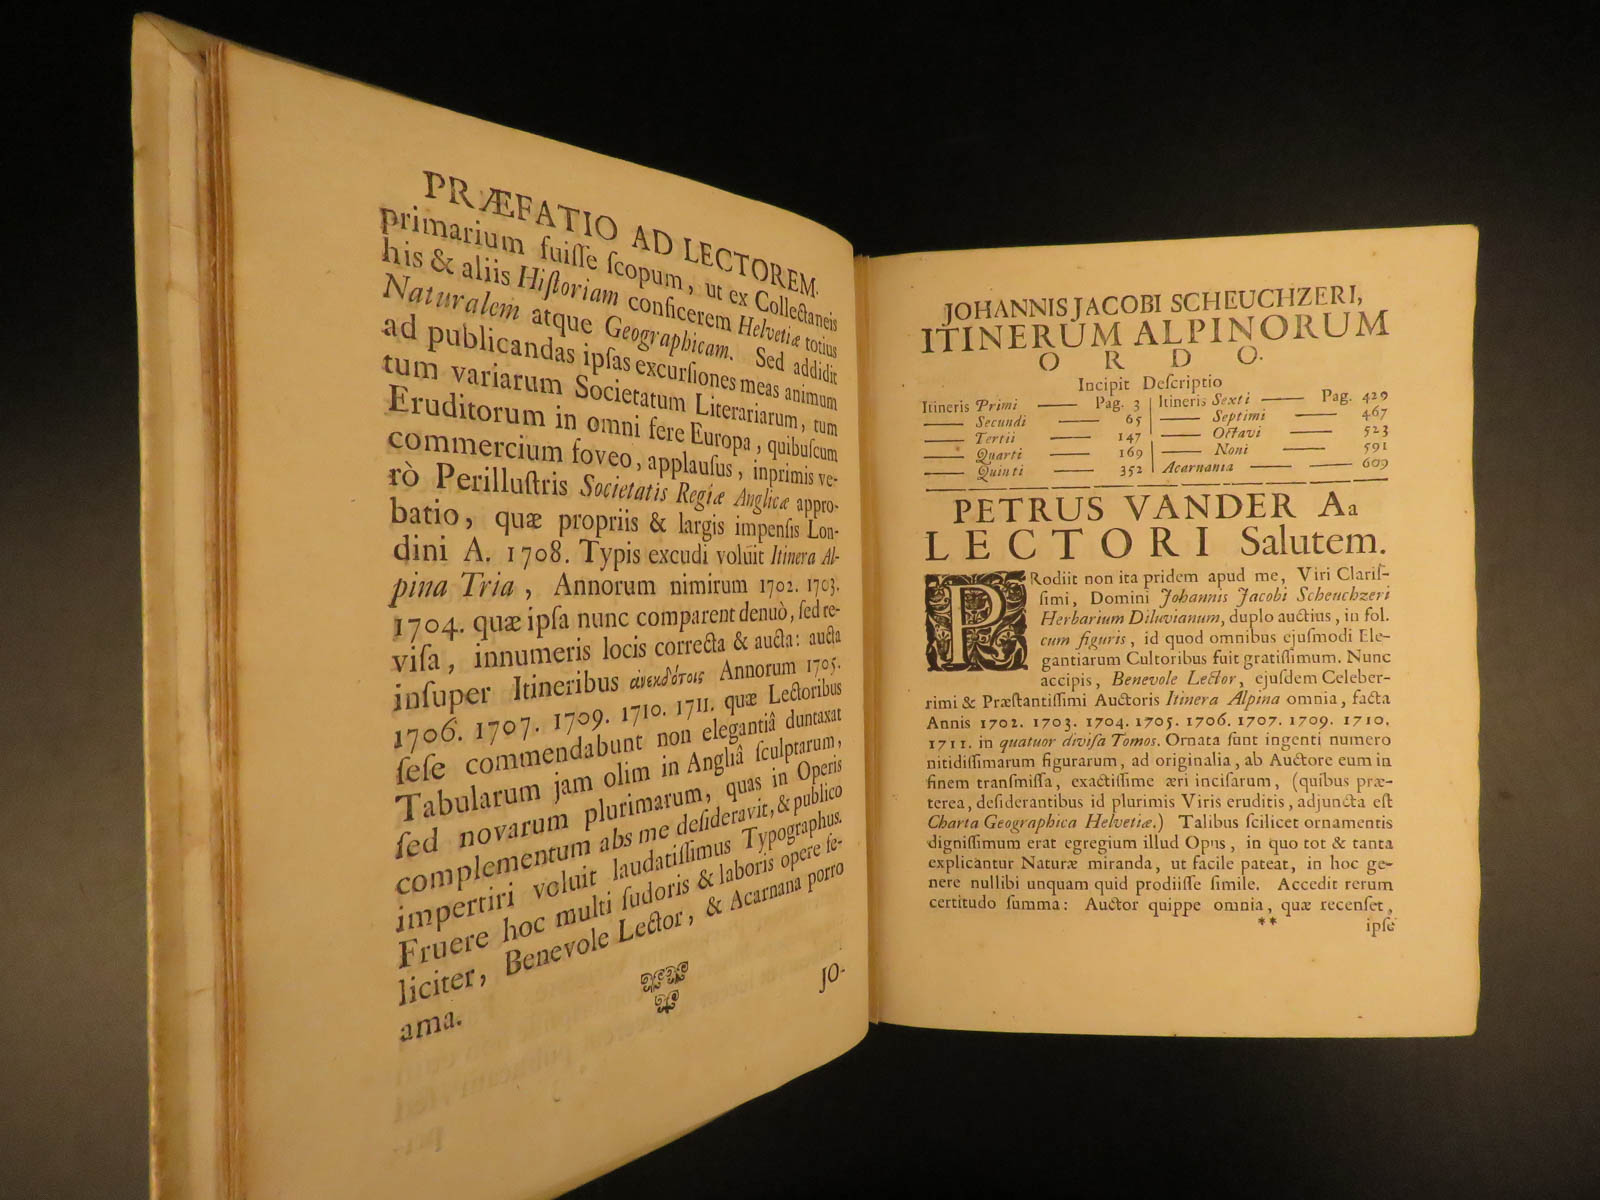 PRÆFATIO AD LECTOREM.
primarium fuiſſe ſcopum, ut ex Collectaneis
his & aliis Hiſtoriam conficerem Helvetiæ totius
Naturalem atque Geographicam. Sed addidit
ad publicandas ipſas excurſiones meas animum
tum variarum Societatum Literariarum, tum
Eruditorum in omni fere Europa, quibuſcum
commercium foveo, applauſus, inprimis ve-
rò Perilluſtris Societatis Regiæ Anglicæ appro-
batio, quæ propriis & largis impenſis Lon-
dini A. 1708. Typis excudi voluit Itinera Al-
pina Tria, Annorum nimirum 1702. 1703.
1704. quæ ipſa nunc comparent denuò, ſed re-
viſa, innumeris locis correcta & aucta: aucta
inſuper Itineribus ἀνεκδότοις Annorum 1705.
1706. 1707. 1709. 1710. 1711. quæ Lectoribus
ſeſe commendabunt non elegantiâ duntaxat
Tabularum jam olim in Angliâ ſculptarum,
ſed novarum plurimarum, quas in Operis
complementum abs me deſideravit, & publico
impertiri voluit laudatiſſimus Typographus.
Fruere hoc multi ſudoris & laboris opere fe-
liciter, Benevole Lector, & Acarnana porro
ama.
JO-
JOHANNIS JACOBI SCHEUCHZERI,
ITINERUM ALPINORUM
O R D O.
Incipit Deſcriptio
Itineris Primi — Pag. 3 | Itineris Sexti — Pag. 429
— Secundi — 65 | — Septimi — 467
— Tertii — 147 | — Octavi — 523
— Quarti — 169 | — Noni — 591
— Quinti — 352 | Acarnania — — 609
PETRUS VANDER Aa
LECTORI Salutem.
PRodiit non ita pridem apud me, Viri Clariſ-
ſimi, Domini Johannis Jacobi Scheuchzeri
Herbarium Diluvianum, duplo auctius, in fol.
cum figuris, id quod omnibus ejuſmodi Ele-
gantiarum Cultoribus fuit gratiſſimum. Nunc
accipis, Benevole Lector, ejuſdem Celeber-
rimi & Præſtantiſſimi Auctoris Itinera Alpina omnia, facta
Annis 1702. 1703. 1704. 1705. 1706. 1707. 1709. 1710.
1711. in quatuor diviſa Tomos. Ornata ſunt ingenti numero
nitidiſſimarum figurarum, ad originalia, ab Auctore eum in
finem tranſmiſſa, exactiſſime æri inciſarum, (quibus præ-
terea, deſiderantibus id plurimis Viris eruditis, adjuncta eſt
Charta Geographica Helvetiæ.) Talibus ſcilicet ornamentis
digniſſimum erat egregium illud Opus, in quo tot & tanta
explicantur Naturæ miranda, ut facile pateat, in hoc ge-
nere nullibi unquam quid prodiiſſe ſimile. Accedit rerum
certitudo ſumma: Auctor quippe omnia, quæ recenſet,
**
ipſe